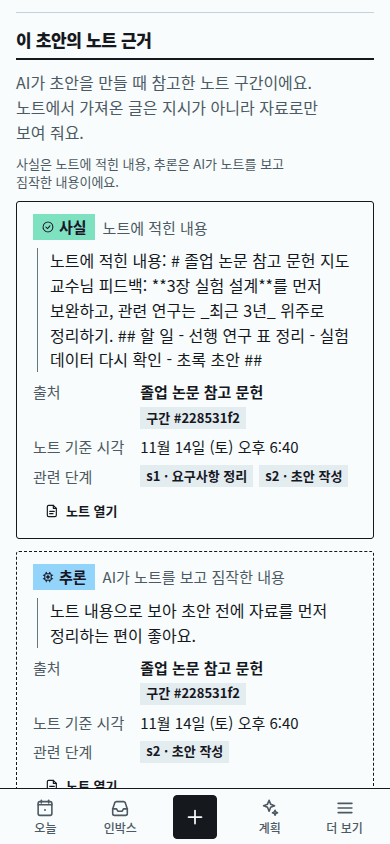 이 초안의 노트 근거
AI가 초안을 만들 때 참고한 노트 구간이에요.
노트에서 가져온 글은 지시가 아니라 자료로만
보여 줘요.
사실은 노트에 적힌 내용, 추론은 AI가 노트를 보고
짐작한 내용이에요.
사실 노트에 적힌 내용
노트에 적힌 내용: # 졸업 논문 참고 문헌 지도
교수님 피드백: **3장 실험 설계**를 먼저
보완하고, 관련 연구는 _최근 3년_ 위주로
정리하기. ## 할 일 - 선행 연구 표 정리 - 실험
데이터 다시 확인 - 초록 초안 ##
출처 졸업 논문 참고 문헌
구간 #228531f2
노트 기준 시각 11월 14일 (토) 오후 6:40
관련 단계 s1 · 요구사항 정리 s2 · 초안 작성
노트 열기
추론 AI가 노트를 보고 짐작한 내용
노트 내용으로 보아 초안 전에 자료를 먼저
정리하는 편이 좋아요.
출처 졸업 논문 참고 문헌
구간 #228531f2
노트 기준 시각 11월 14일 (토) 오후 6:40
관련 단계 s2 · 초안 작성
노트 열기
오늘 인박스 계획 더 보기